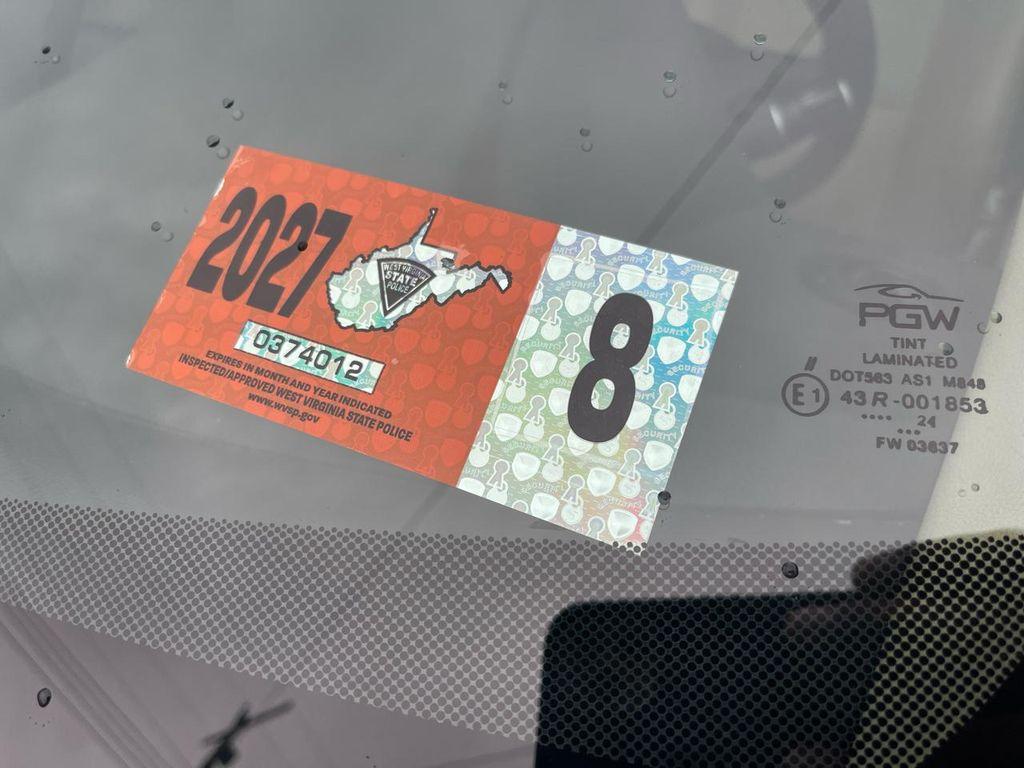 2027
WEST VIRGINIA
STATE
POLICE
0374012
EXPIRES IN MONTH AND YEAR INDICATED
INSPECTED/APPROVED WEST VIRGINIA STATE POLICE
www.wvsp.gov
8
SECURITY
PGW
TINT
LAMINATED
DOT563 AS1 M848
E1 43R-001853
24
FW 03637